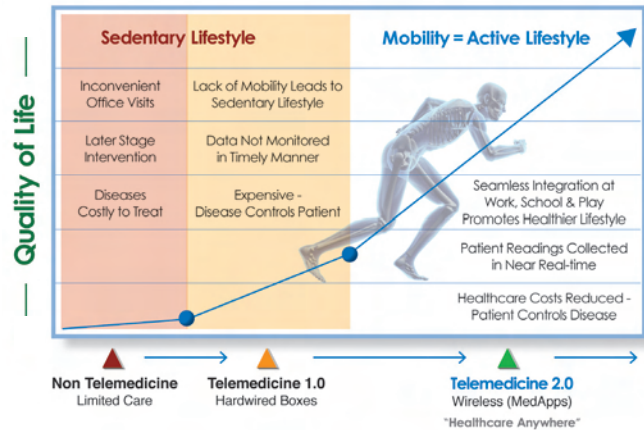 Quality of Life
Sedentary Lifestyle
Mobility = Active Lifestyle
Inconvenient
Office Visits
Lack of Mobility Leads to
Sedentary Lifestyle
Later Stage
Intervention
Data Not Monitored
in Timely Manner
Diseases
Costly to Treat
Expensive -
Disease Controls Patient
Seamless Integration at
Work, School & Play
Promotes Healthier Lifestyle
Patient Readings Collected
in Near Real-time
Healthcare Costs Reduced -
Patient Controls Disease
Non Telemedicine
Limited Care
Telemedicine 1.0
Hardwired Boxes
Telemedicine 2.0
Wireless (MedApps)
"Healthcare Anywhere"